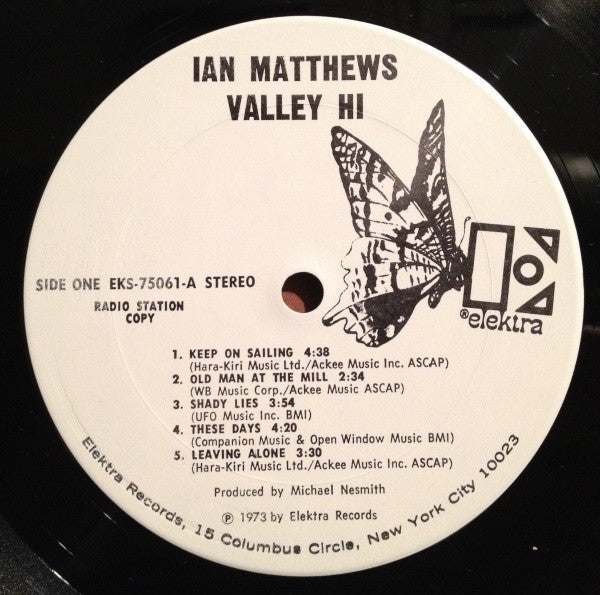 IAN MATTHEWS
VALLEY HI
SIDE ONE EKS-75061-A STEREO
RADIO STATION
COPY
®elektra
1. KEEP ON SAILING 4:38
(Hara-Kiri Music Ltd./Ackee Music Inc. ASCAP)
2. OLD MAN AT THE MILL 2:34
(WB Music Corp./Ackee Music ASCAP)
3. SHADY LIES 3:54
(UFO Music Inc. BMI)
4. THESE DAYS 4:20
(Companion Music & Open Window Music BMI)
5. LEAVING ALONE 3:30
(Hara-Kiri Music Ltd./Ackee Music Inc. ASCAP)
Produced by Michael Nesmith
℗ 1973 by Elektra Records
Elektra Records, 15 Columbus Circle, New York City 10023